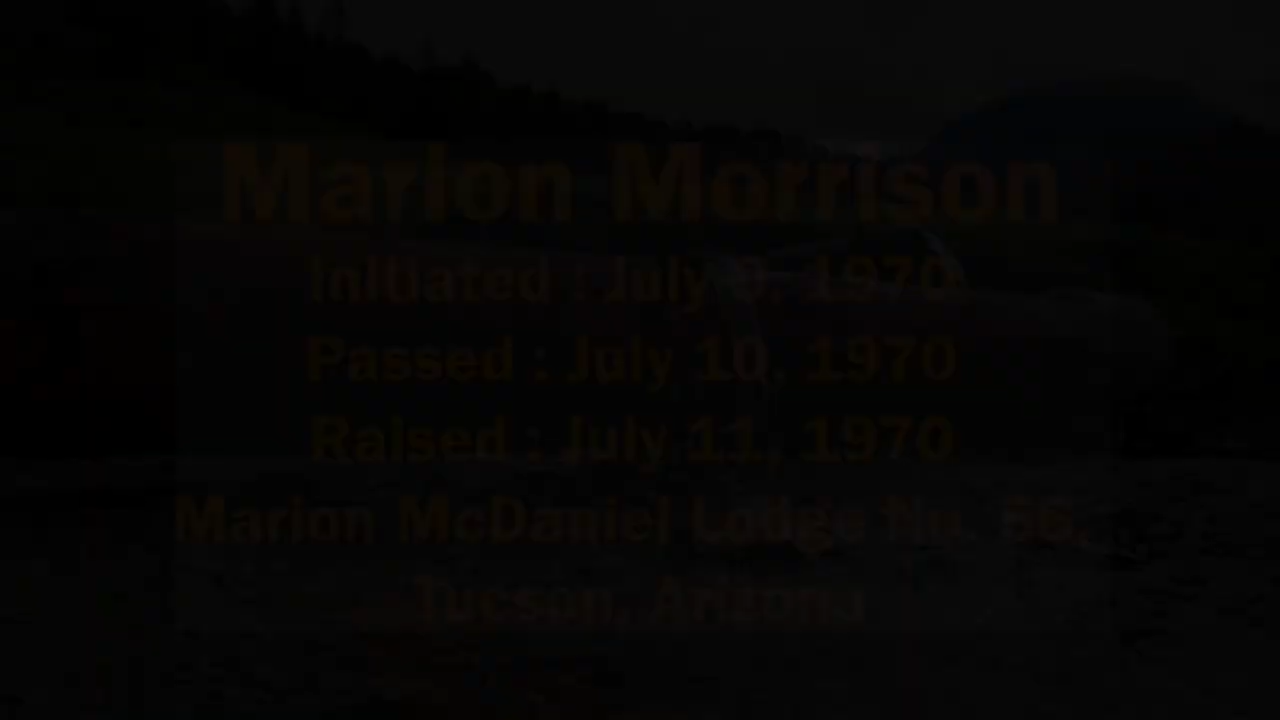 Marion Morrison
Initiated : July 9, 1970
Passed : July 10, 1970
Raised : July 11, 1970
Marion McDaniel Lodge No. 56,
Tucson, Arizona